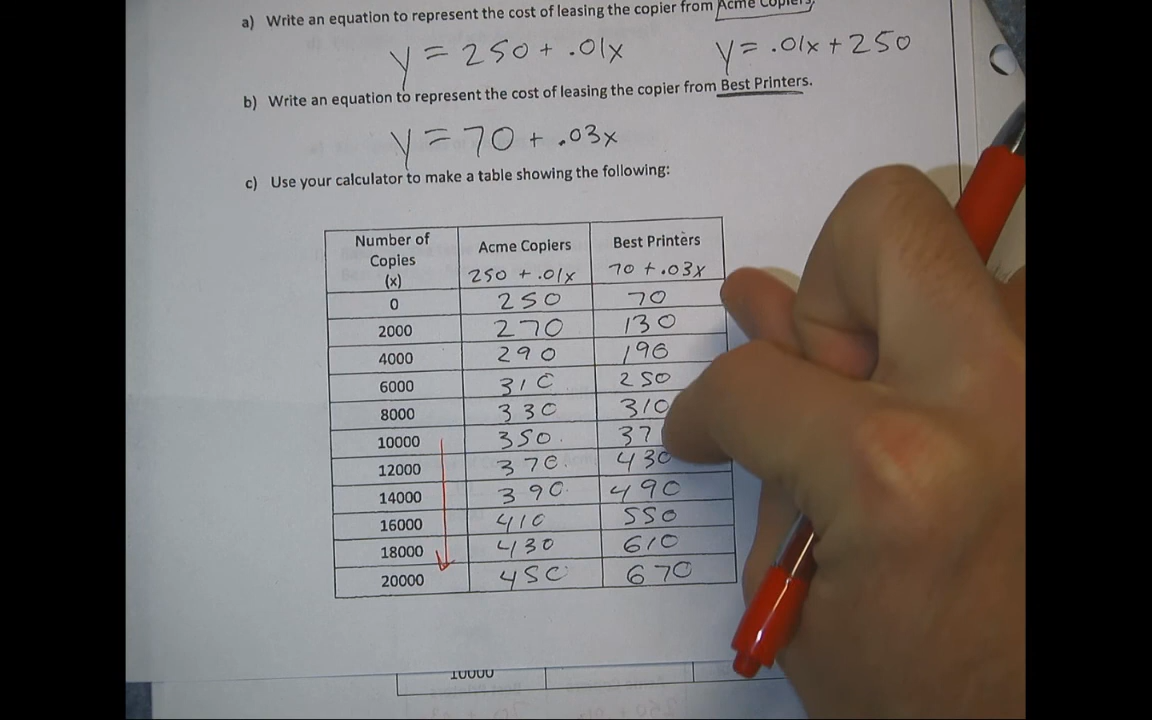 a) Write an equation to represent the cost of leasing the copier from Acme Copiers.
y = 250 + .01x y = .01x + 250
b) Write an equation to represent the cost of leasing the copier from Best Printers.
y = 70 + .03x
c) Use your calculator to make a table showing the following:
Number of Copies (x) Acme Copiers 250 + .01x Best Printers 70 + .03x
0 250 70
2000 270 130
4000 290 190
6000 310 250
8000 330 310
10000 350. 37
12000 370. 430
14000 390. 490
16000 410 550
18000 430 610
20000 450 670
10000